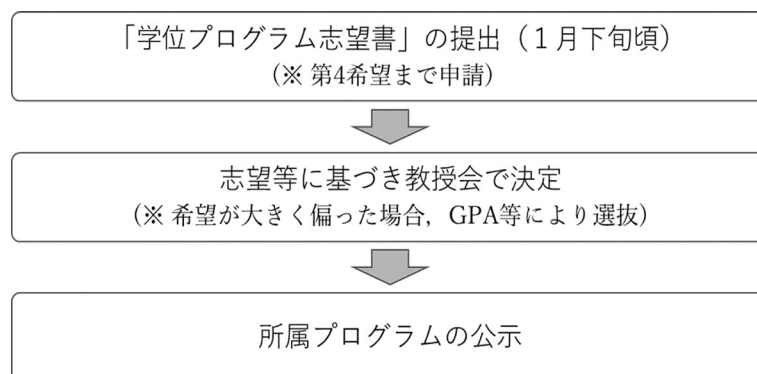 「学位プログラム志望書」の提出（１月下旬頃）
(※ 第4希望まで申請)
志望等に基づき教授会で決定
(※ 希望が大きく偏った場合，GPA等により選抜)
所属プログラムの公示